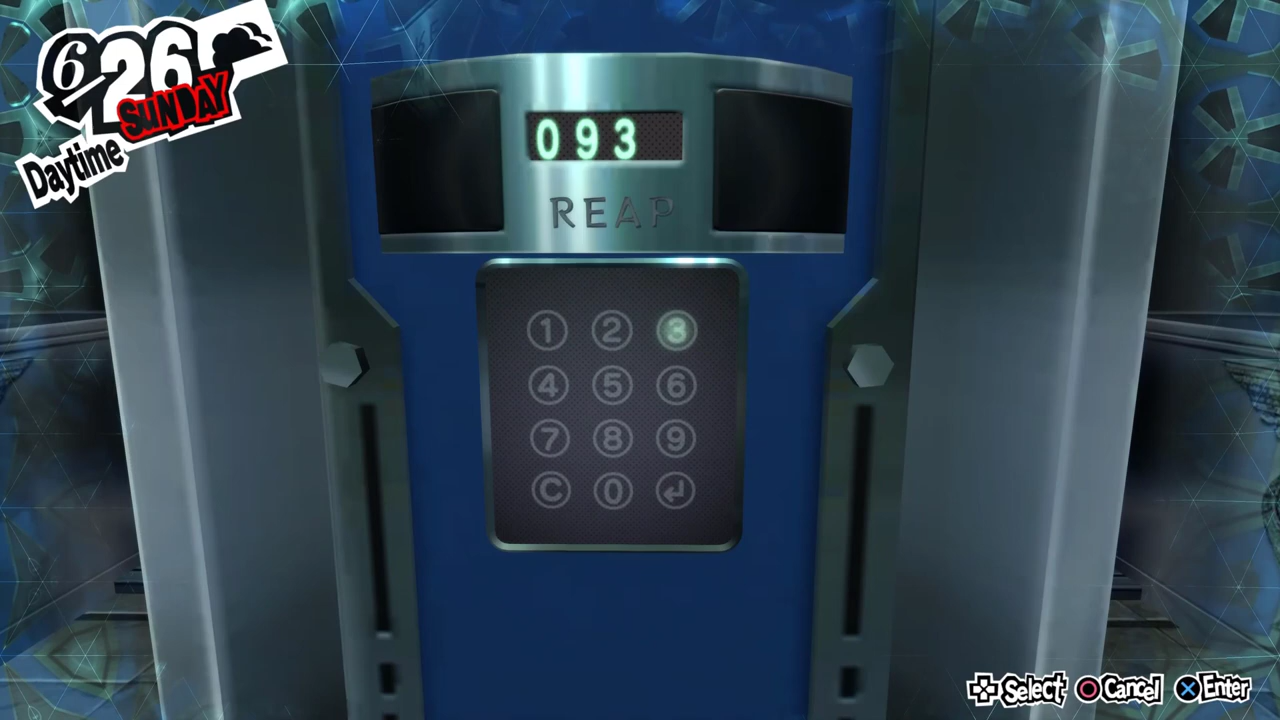 6/26
SUNDAY
Daytime
093
REAP
1 2 3
4 5 6
7 8 9
C 0 ↵
Select Cancel Enter